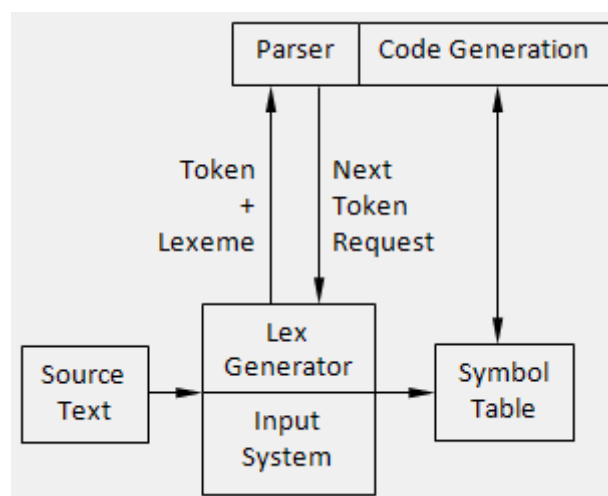 Parser
Code Generation
Token
+
Lexeme
Next
Token
Request
Lex
Generator
Source
Text
Input
System
Symbol
Table